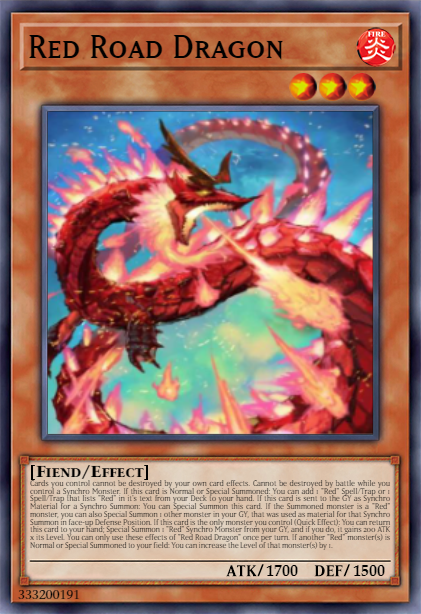 Red Road Dragon
FIRE
炎
[Fiend/Effect]
Cards you control cannot be destroyed by your own card effects. Cannot be destroyed by battle while you
control a Synchro Monster. If this card is Normal or Special Summoned: You can add 1 "Red" Spell/Trap or 1
Spell/Trap that lists "Red" in it's text from your Deck to your hand. If this card is sent to the GY as Synchro
Material for a Synchro Summon: You can Special Summon this card. If the Summoned monster is a "Red"
monster, you can also Special Summon 1 other monster in your GY, that was used as material for that Synchro
Summon in face-up Defense Position. If this card is the only monster you control (Quick Effect): You can return
this card to your hand; Special Summon 1 "Red" Synchro Monster from your GY, and if you do, it gains 200 ATK
x its Level. You can only use these effects of "Red Road Dragon" once per turn. If another "Red" monster(s) is
Normal or Special Summoned to your field: You can increase the Level of that monster(s) by 1.
ATK/1700 DEF/1500
333200191